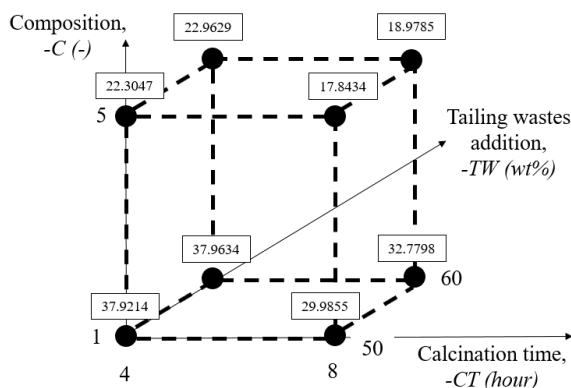 Composition,
-C (-)
22.9629
18.9785
22.3047
17.8434
5
Tailing wastes
addition,
-TW (wt%)
37.9634
32.7798
60
37.9214
29.9855
1
50
4
8
Calcination time,
-CT (hour)